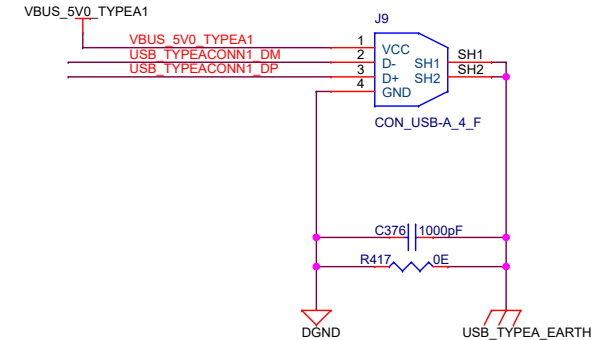 VBUS_5V0_TYPEA1
J9
VBUS_5V0_TYPEA1
1
VCC
USB_TYPEACONN1_DM
2
D-
SH1
SH1
USB_TYPEACONN1_DP
3
D+
SH2
SH2
4
GND
CON_USB-A_4_F
C376
1000pF
R417
0E
DGND
USB_TYPEA_EARTH